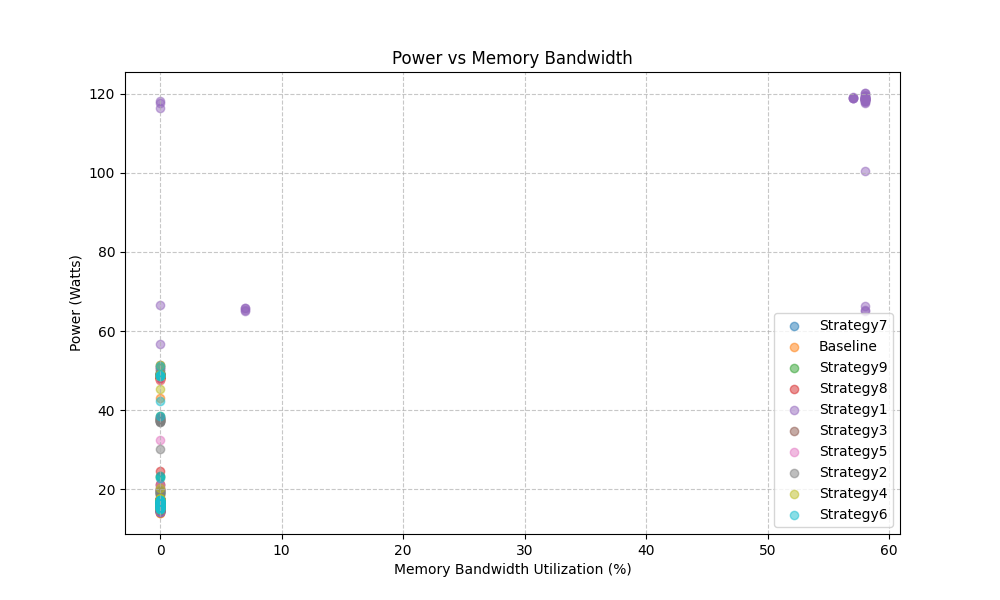 Power vs Memory Bandwidth
Power (Watts)
120
100
80
60
40
20
0
10
20
30
40
50
60
Memory Bandwidth Utilization (%)
Strategy7
Baseline
Strategy9
Strategy8
Strategy1
Strategy3
Strategy5
Strategy2
Strategy4
Strategy6